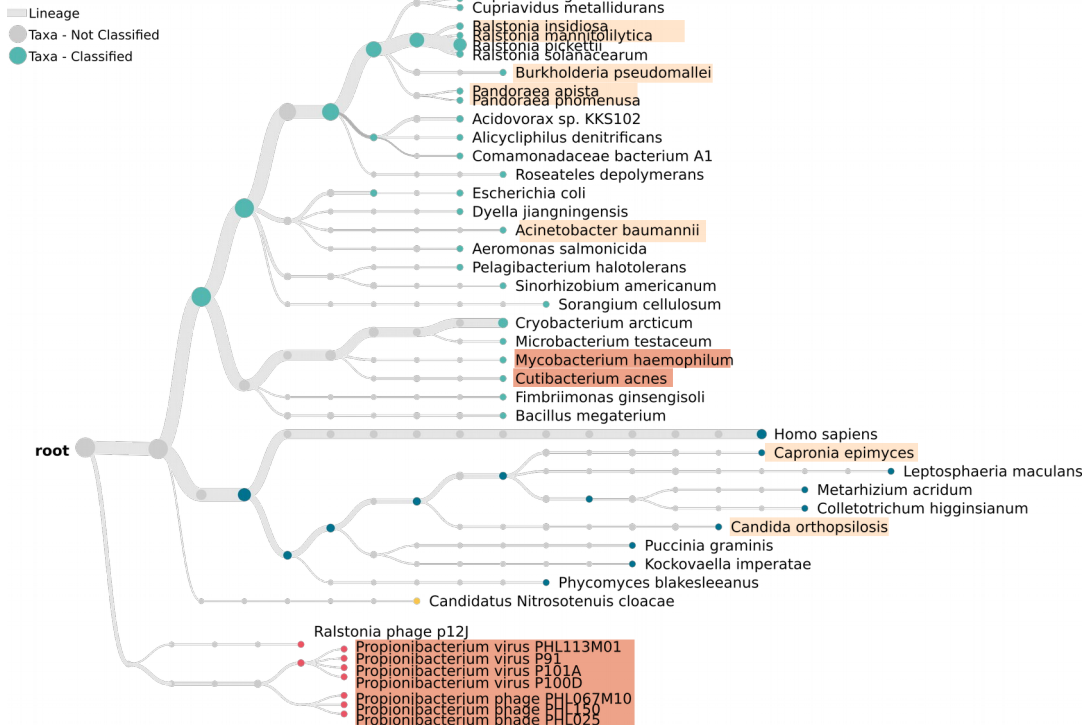 Lineage
Taxa - Not Classified
Taxa - Classified
Cupriavidus metallidurans
Ralstonia insidiosa
Ralstonia mannitolilytica
Ralstonia pickettii
Ralstonia solanacearum
Burkholderia pseudomallei
Pandoraea apista
Pandoraea phomenusa
Acidovorax sp. KKS102
Alicycliphilus denitrificans
Comamonadaceae bacterium A1
Roseateles depolymerans
Escherichia coli
Dyella jiangningensis
Acinetobacter baumannii
Aeromonas salmonicida
Pelagibacterium halotolerans
Sinorhizobium americanum
Sorangium cellulosum
Cryobacterium arcticum
Microbacterium testaceum
Mycobacterium haemophilum
Cutibacterium acnes
Fimbriimonas ginsengisoli
Bacillus megaterium
root
Homo sapiens
Capronia epimyces
Leptosphaeria maculans
Metarhizium acridum
Colletotrichum higginsianum
Candida orthopsilosis
Puccinia graminis
Kockovaella imperatae
Phycomyces blakesleeanus
Candidatus Nitrosotenuis cloacae
Ralstonia phage p12J
Propionibacterium virus PHL113M01
Propionibacterium virus P91
Propionibacterium virus P101A
Propionibacterium virus P100D
Propionibacterium phage PHL067M10
Propionibacterium phage PHL150
Propionibacterium phage PHL025